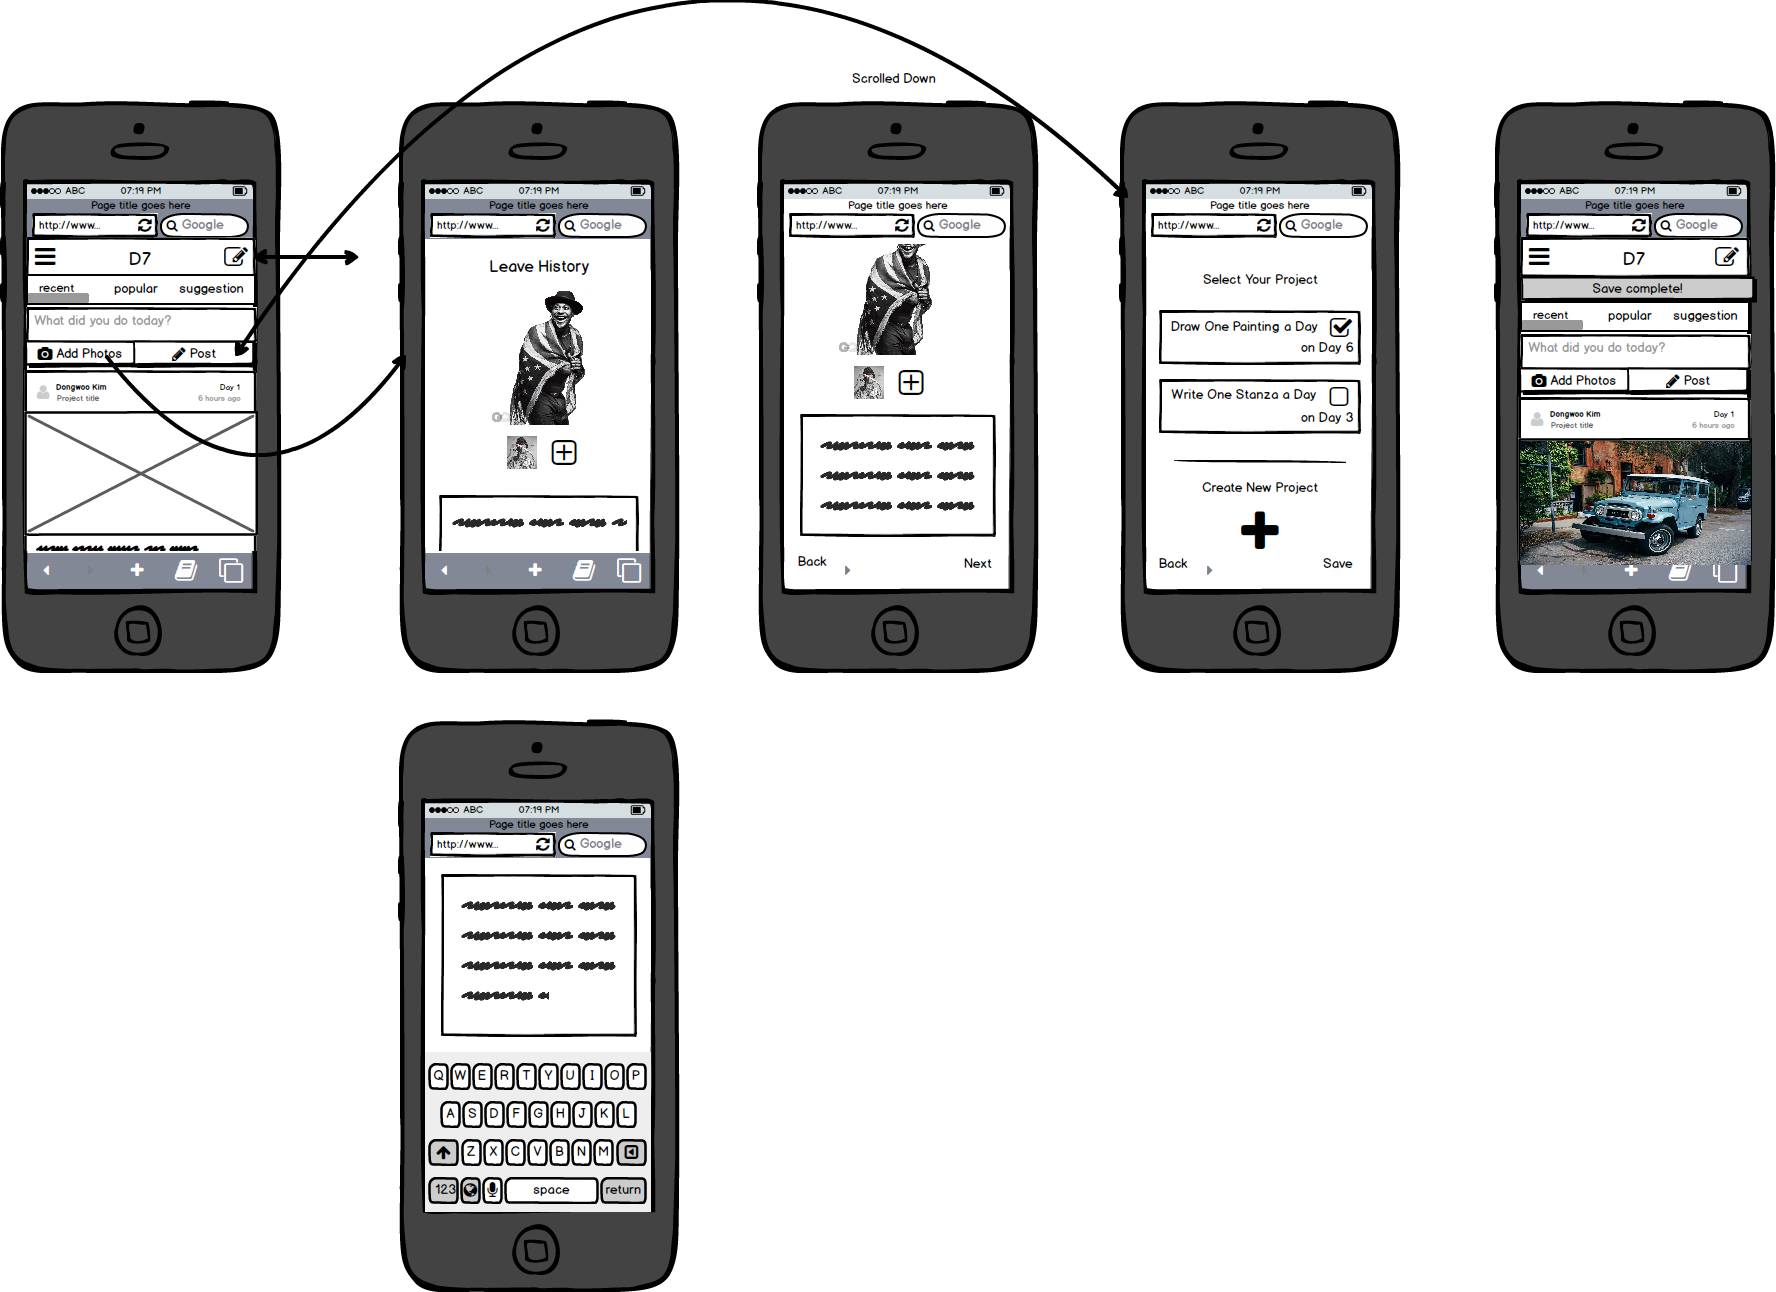 Scrolled Down
ABC 07:19 PM
Page title goes here
http://www... Google
D7
recent popular suggestion
What did you do today?
Add Photos Post
Dongwoo Kim Day 1
Project title 6 hours ago
ABC 07:19 PM
Page title goes here
http://www... Google
Leave History
ABC 07:19 PM
Page title goes here
http://www... Google
Back Next
ABC 07:19 PM
Page title goes here
http://www... Google
Select Your Project
Draw One Painting a Day
on Day 6
Write One Stanza a Day
on Day 3
Create New Project
Back Save
ABC 07:19 PM
Page title goes here
http://www... Google
D7
Save complete!
recent popular suggestion
What did you do today?
Add Photos Post
Dongwoo Kim Day 1
Project title 6 hours ago
ABC 07:19 PM
Page title goes here
http://www... Google
Q W E R T Y U I O P
A S D F G H J K L
Z X C V B N M
123 space return